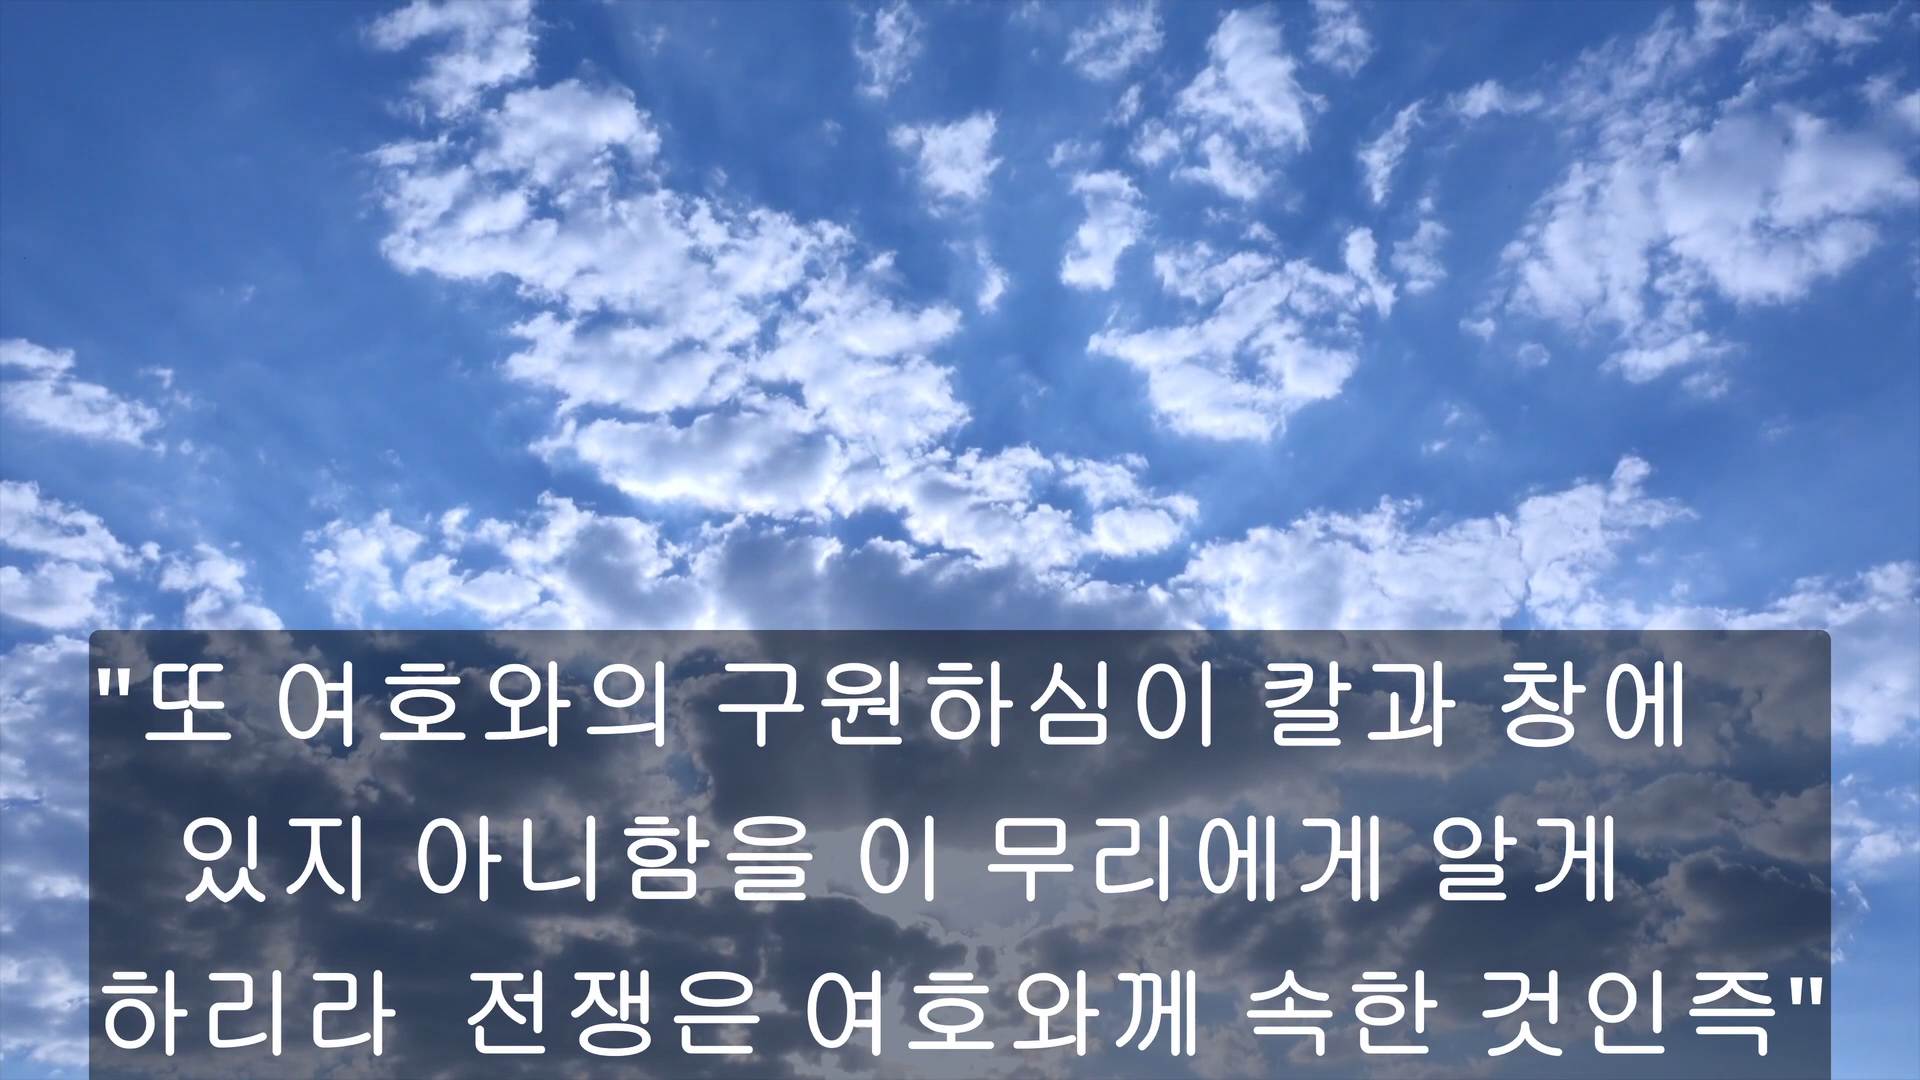 "또 여호와의 구원하심이 칼과 창에
있지 아니함을 이 무리에게 알게
하리라  전쟁은 여호와께 속한 것인즉"